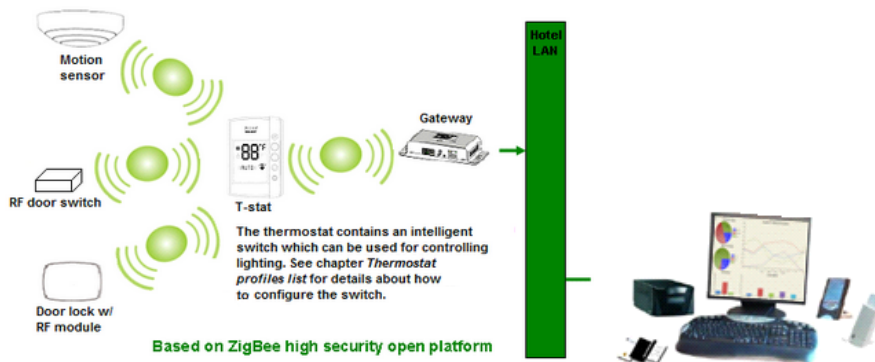 Motion
sensor
Hotel
LAN
Gateway
88°F
AUTO
RF door switch
T-stat
The thermostat contains an intelligent
switch which can be used for controlling
lighting. See chapter Thermostat
profiles list for details about how
to configure the switch.
Door lock w/
RF module
Based on ZigBee high security open platform